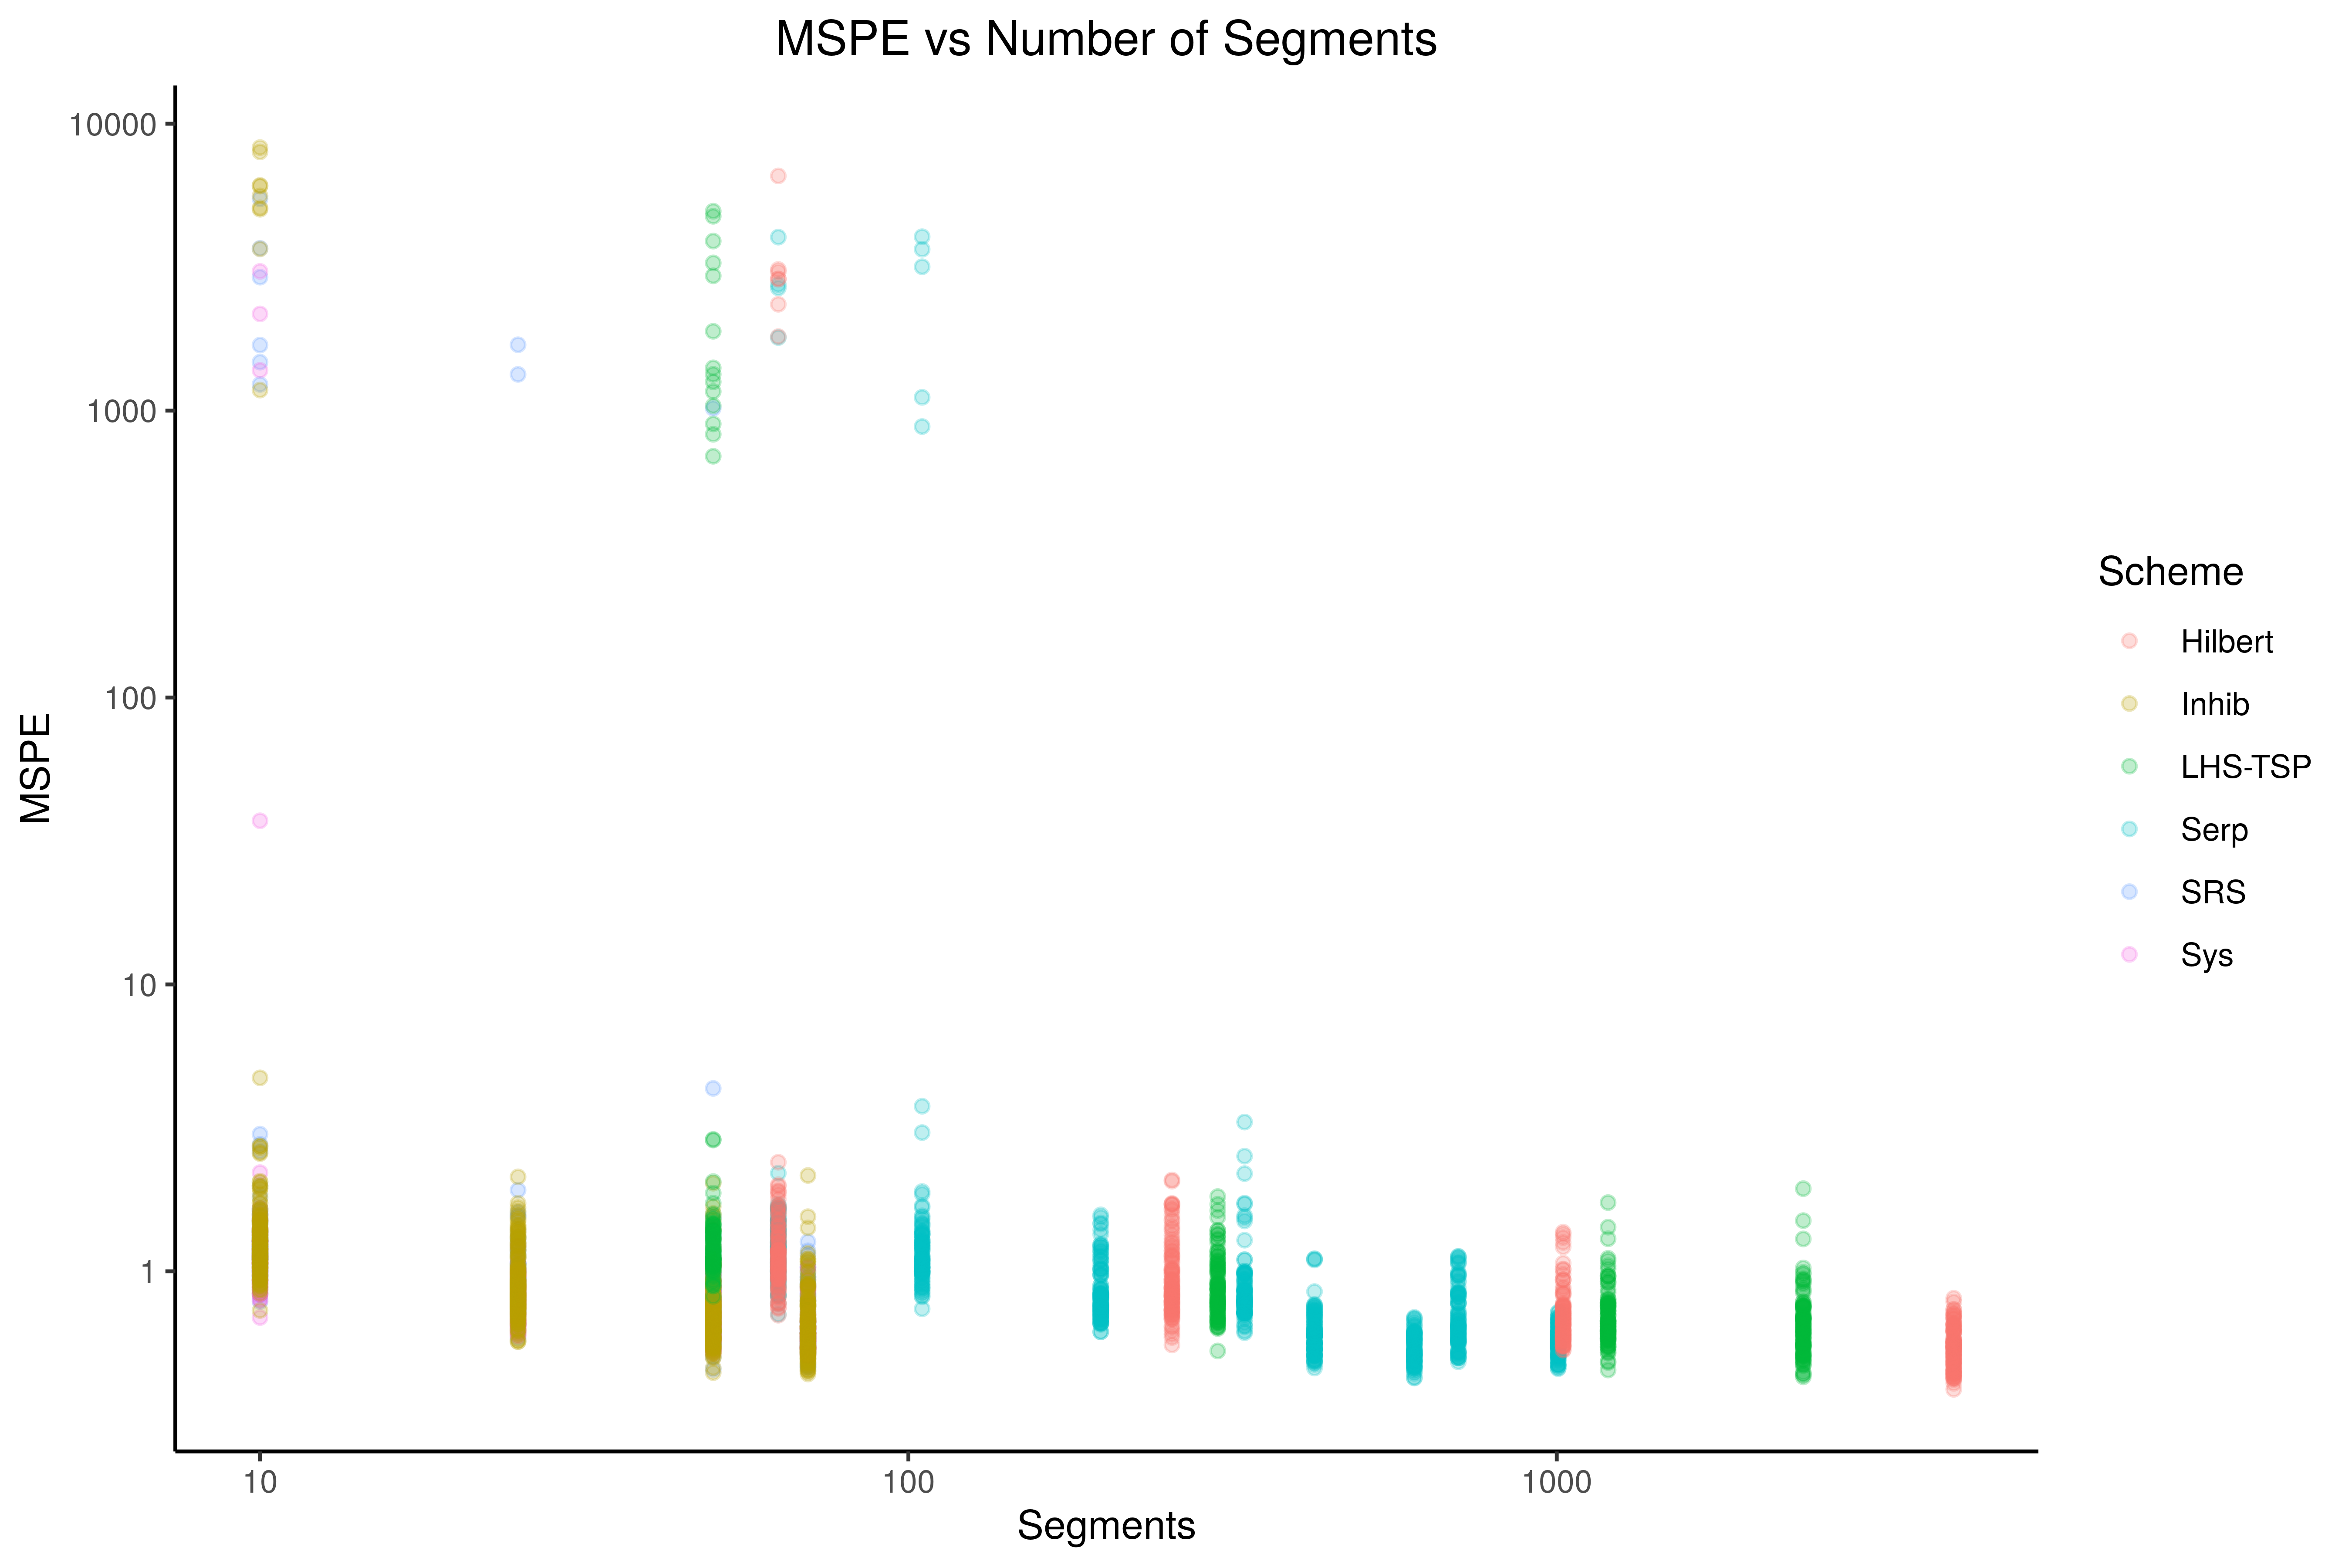 MSPE vs Number of Segments
MSPE
10000
1000
100
10
1
10
100
1000
Segments
Scheme
Hilbert
Inhib
LHS-TSP
Serp
SRS
Sys